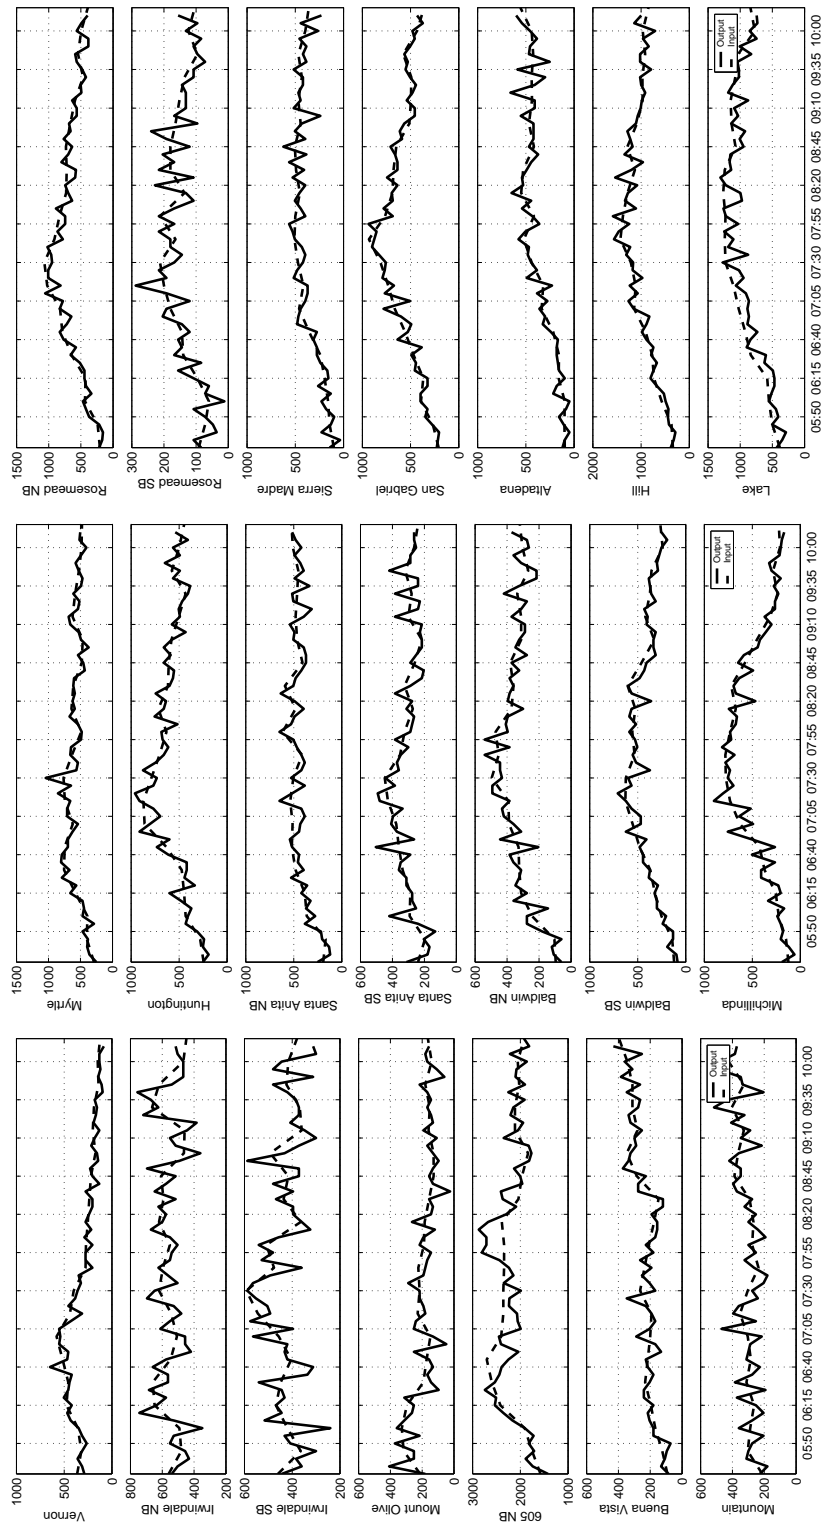 Vernon
1000
500
0
Irwindale NB
800
600
400
200
Irwindale SB
800
600
400
200
Mount Olive
600
400
200
0
605 NB
3000
2000
1000
Buena Vista
600
400
200
0
Mountain
600
400
200
0
Output
Input
05:50 06:15 06:40 07:05 07:30 07:55 08:20 08:45 09:10 09:35 10:00
Myrtle
1500
1000
500
0
Huntington
1000
500
0
Santa Anita NB
1000
500
0
Santa Anita SB
600
400
200
0
Baldwin NB
600
400
200
0
Baldwin SB
1000
500
0
Michillinda
1000
500
0
Output
Input
05:50 06:15 06:40 07:05 07:30 07:55 08:20 08:45 09:10 09:35 10:00
Rosemead NB
1500
1000
500
0
Rosemead SB
300
200
100
0
Sierra Madre
1000
500
0
San Gabriel
1000
500
0
Altadena
1000
500
0
Hill
2000
1000
0
Lake
1500
1000
500
0
Output
Input
05:50 06:15 06:40 07:05 07:30 07:55 08:20 08:45 09:10 09:35 10:00